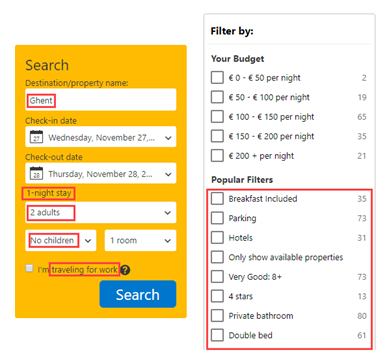 Search
Destination/property name:
Ghent
Check-in date
27 Wednesday, November 27,...
Check-out date
28 Thursday, November 28, 2...
1-night stay
2 adults
No children 1 room
I'm traveling for work ?
Search
Filter by:
Your Budget
€ 0 - € 50 per night 2
€ 50 - € 100 per night 19
€ 100 - € 150 per night 65
€ 150 - € 200 per night 35
€ 200 + per night 21
Popular Filters
Breakfast Included 35
Parking 73
Hotels 31
Only show available properties
Very Good: 8+ 73
4 stars 13
Private bathroom 80
Double bed 61